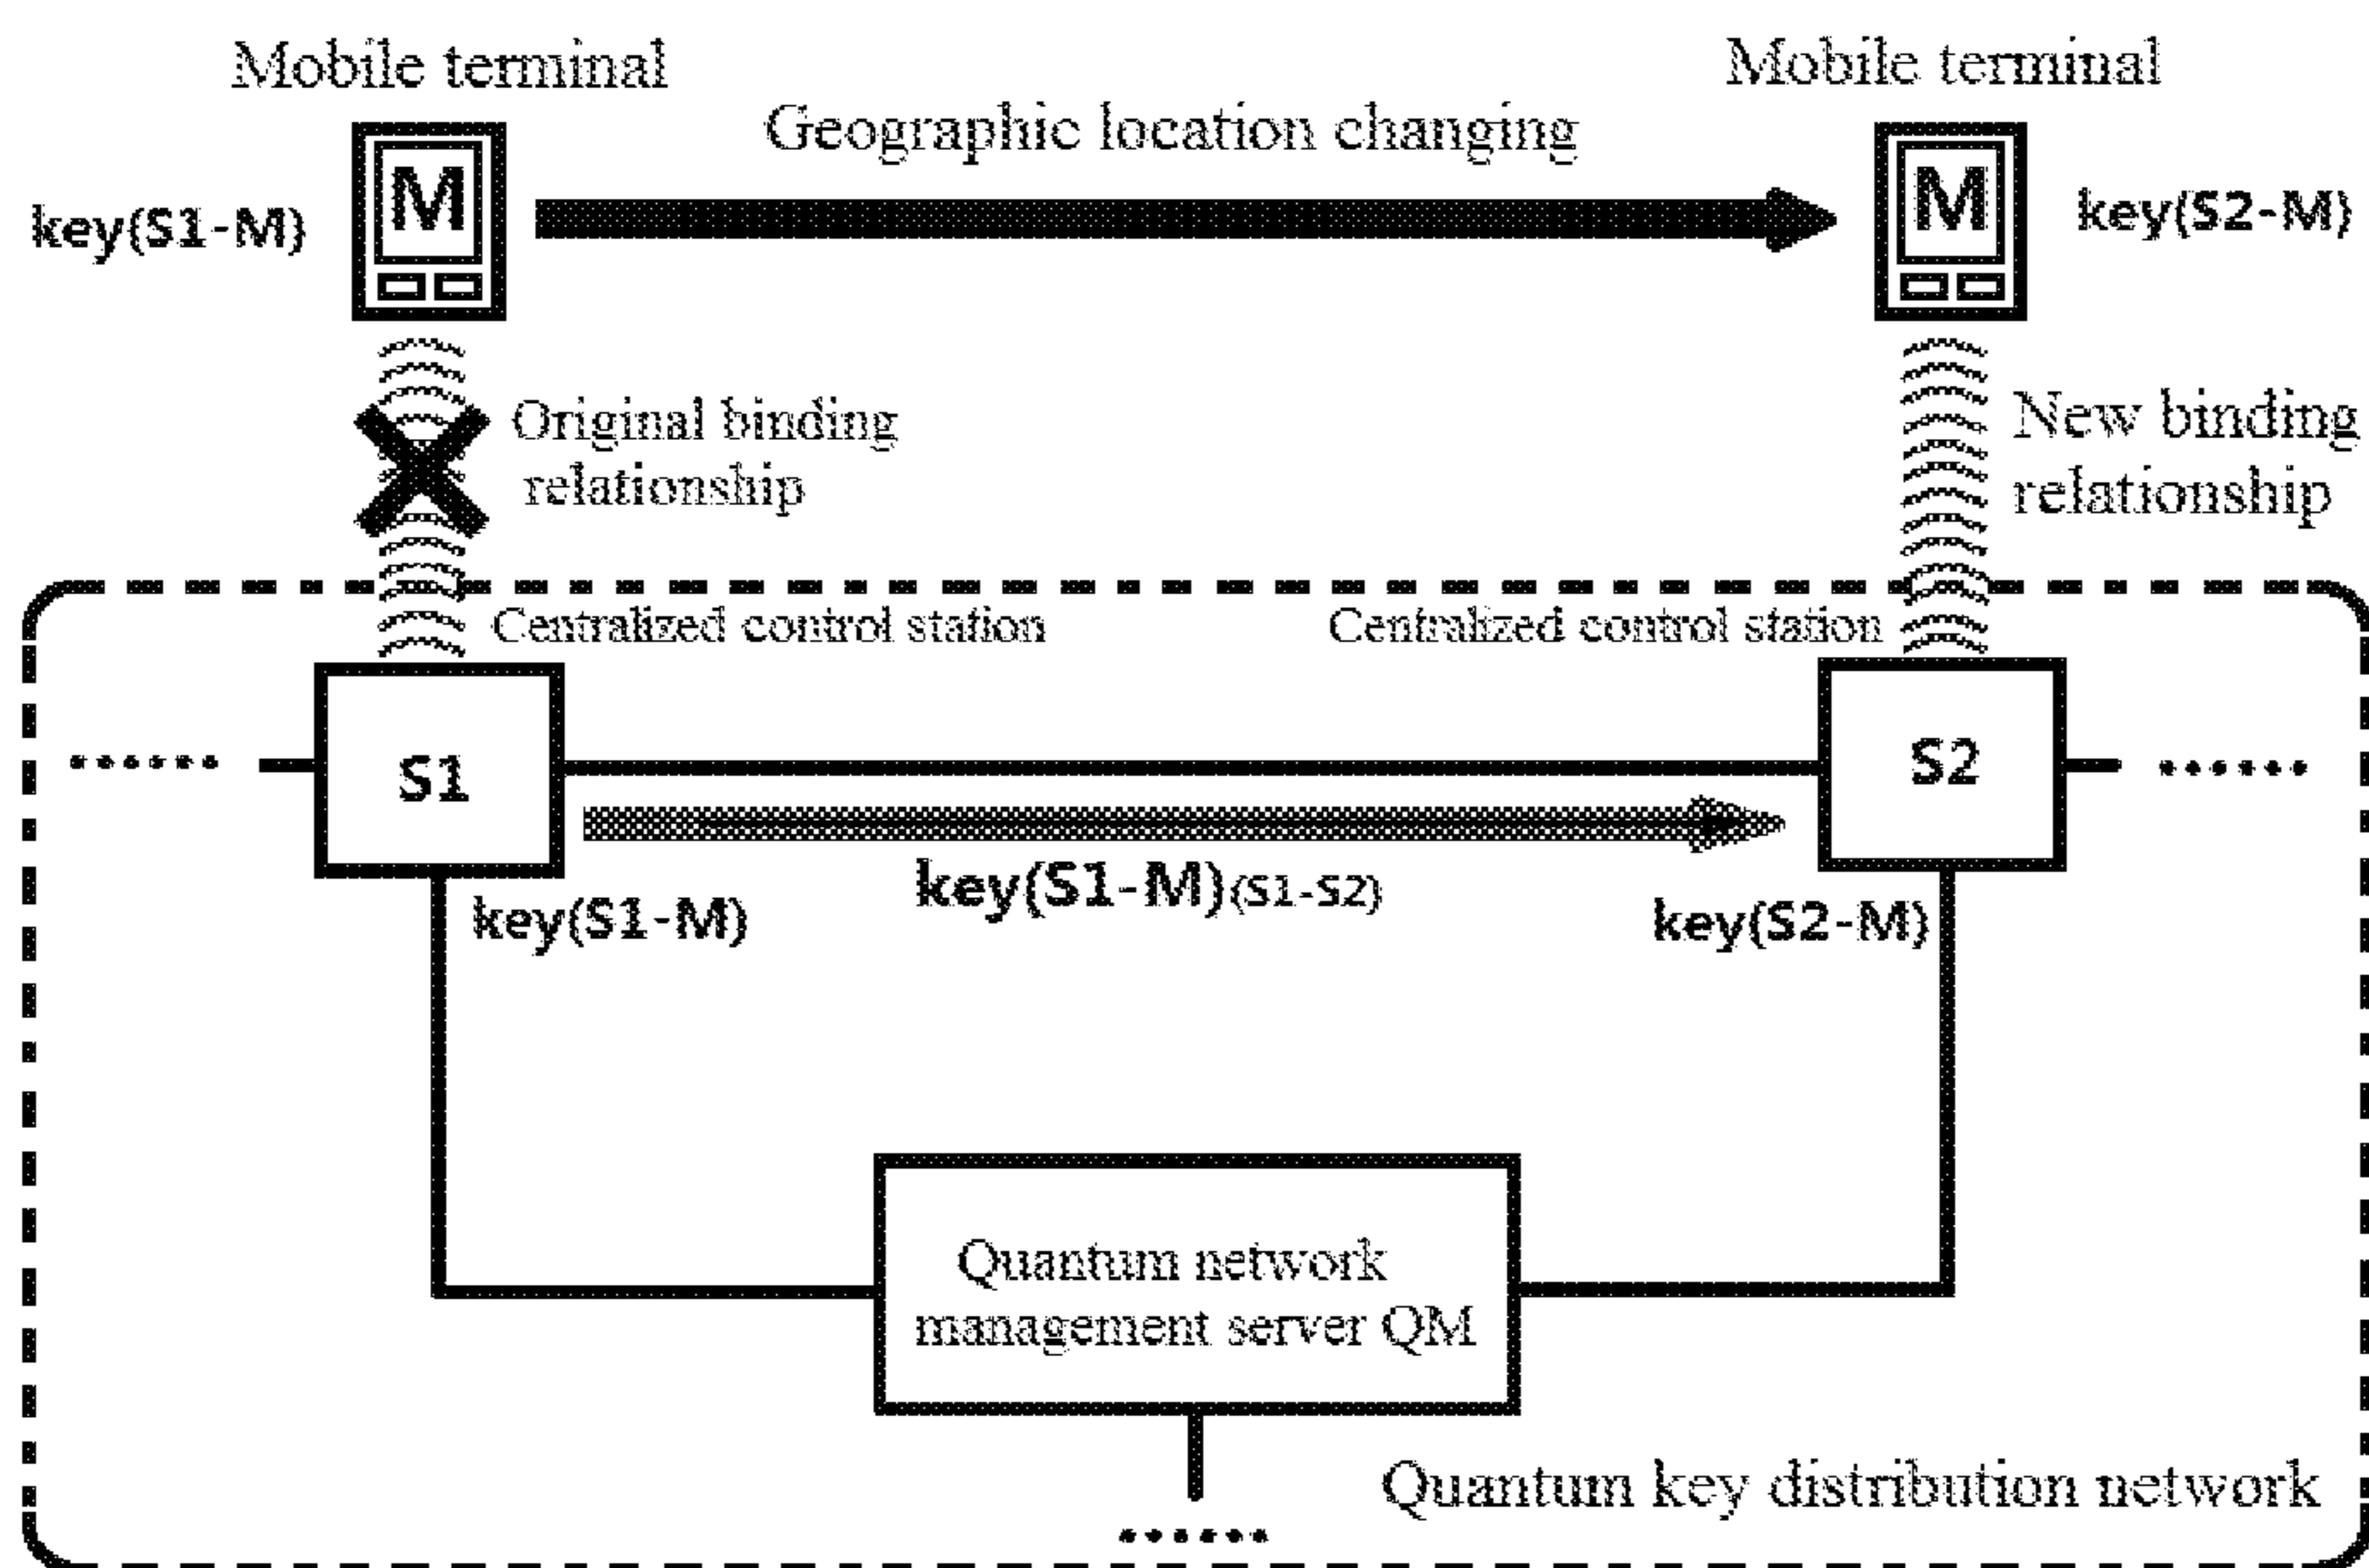 Mobile terminal
Mobile terminal
Geographic location changing
M
M
key(S1-M)
key(S2-M)
Original binding
relationship
New binding
relationship
Centralized control station
Centralized control station
......
S1
S2
......
key(S1-M)
key(S1-M)(S1-S2)
key(S2-M)
Quantum network
management server QM
Quantum key distribution network
......